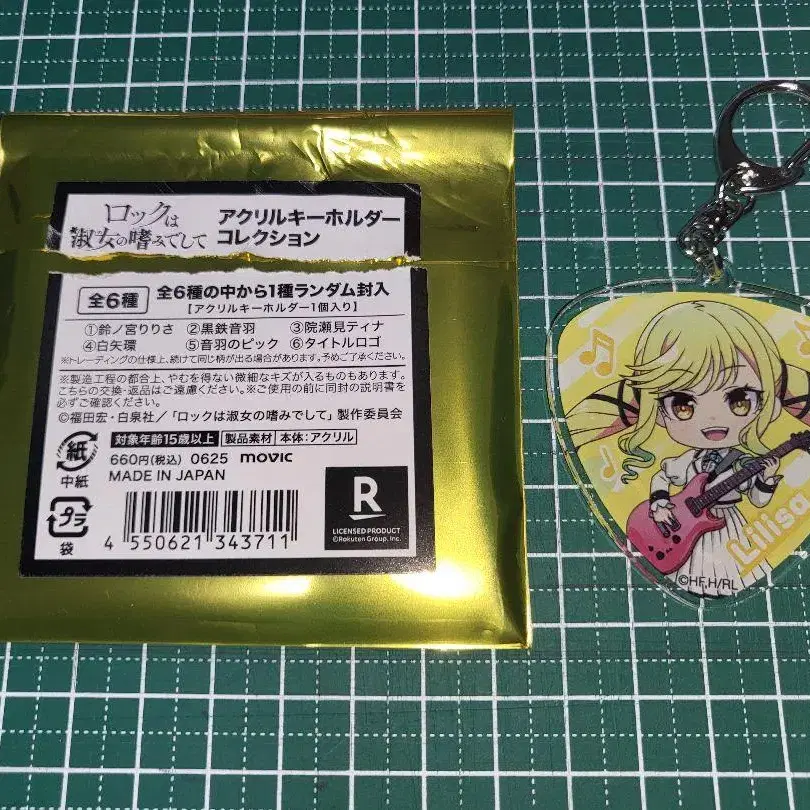 ロックは
淑女の嗜みでして
アクリルキーホルダー
コレクション
全6種
全6種の中から1種ランダム封入
【アクリルキーホルダー1個入り】
①鈴ノ宮りりさ ②黒鉄音羽 ③院瀬見ティナ
④白矢環 ⑤音羽のピック ⑥タイトルロゴ
※トレーディングの仕様上、続けて同じ柄が出る場合があります。予めご了承ください。
※製造工程の都合上、やむを得ない微細なキズが入るものもあります。
こちらの交換・返品はご遠慮ください。※ご使用の前に同封の説明書を
必ずご確認ください。
©福田宏・白泉社/「ロックは淑女の嗜みでして」製作委員会
紙
中紙
対象年齢15歳以上 製品素材 本体:アクリル
660円(税込) 0625 movic
MADE IN JAPAN
プラ
袋
4 550621 343711
R
LICENSED PRODUCT
©Rakuten Group, Inc.
Lilisa
©HF,H/RL